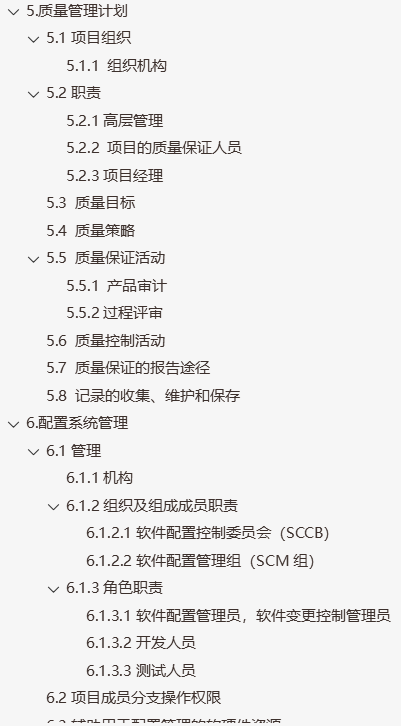 5.质量管理计划
5.1 项目组织
5.1.1 组织机构
5.2 职责
5.2.1 高层管理
5.2.2 项目的质量保证人员
5.2.3 项目经理
5.3 质量目标
5.4 质量策略
5.5 质量保证活动
5.5.1 产品审计
5.5.2 过程评审
5.6 质量控制活动
5.7 质量保证的报告途径
5.8 记录的收集、维护和保存
6.配置系统管理
6.1 管理
6.1.1 机构
6.1.2 组织及组成成员职责
6.1.2.1 软件配置控制委员会（SCCB）
6.1.2.2 软件配置管理组（SCM 组）
6.1.3 角色职责
6.1.3.1 软件配置管理员，软件变更控制管理员
6.1.3.2 开发人员
6.1.3.3 测试人员
6.2 项目成员分支操作权限